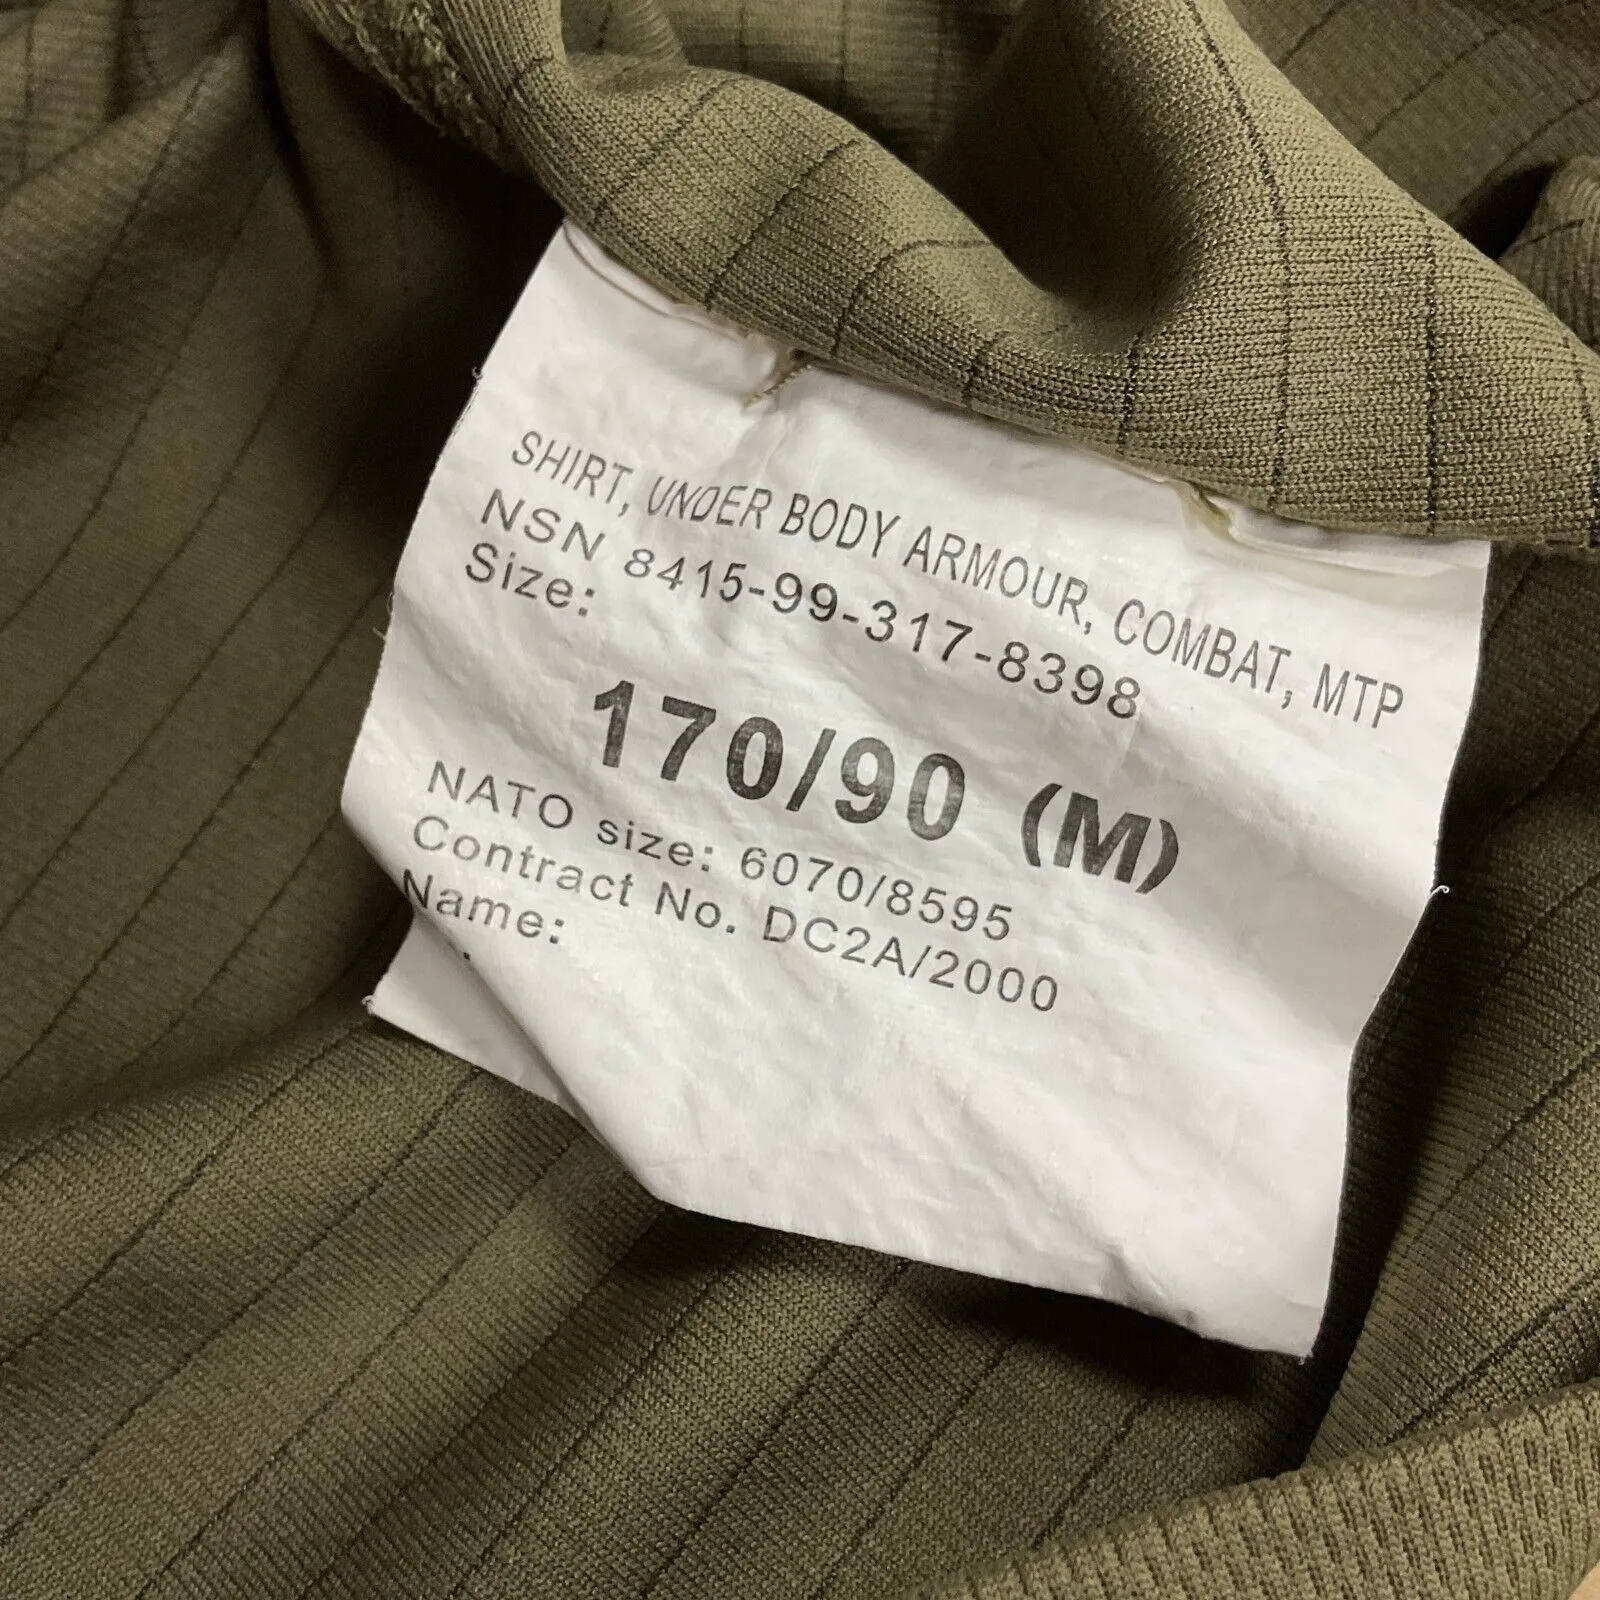 SHIRT, UNDER BODY ARMOUR, COMBAT, MTP
NSN 8415-99-317-8398
Size:
170/90 (M)
NATO size: 6070/8595
Contract No. DC2A/2000
Name: